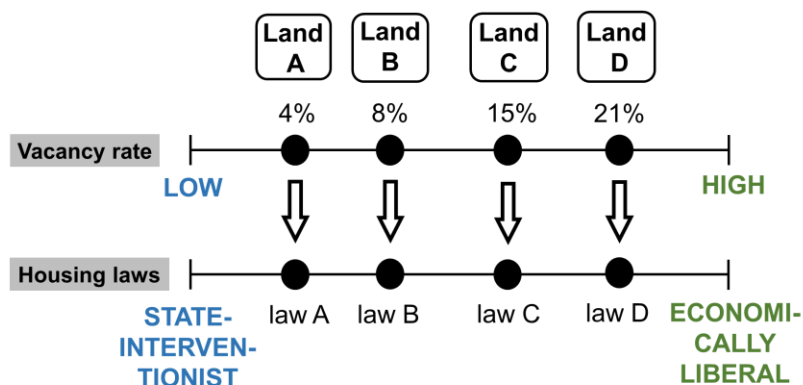 Land Land Land Land
A B C D
4% 8% 15% 21%
Vacancy rate
LOW HIGH
Housing laws
law A law B law C law D
STATE- ECONOMI-
INTERVEN- CALLY
TIONIST LIBERAL